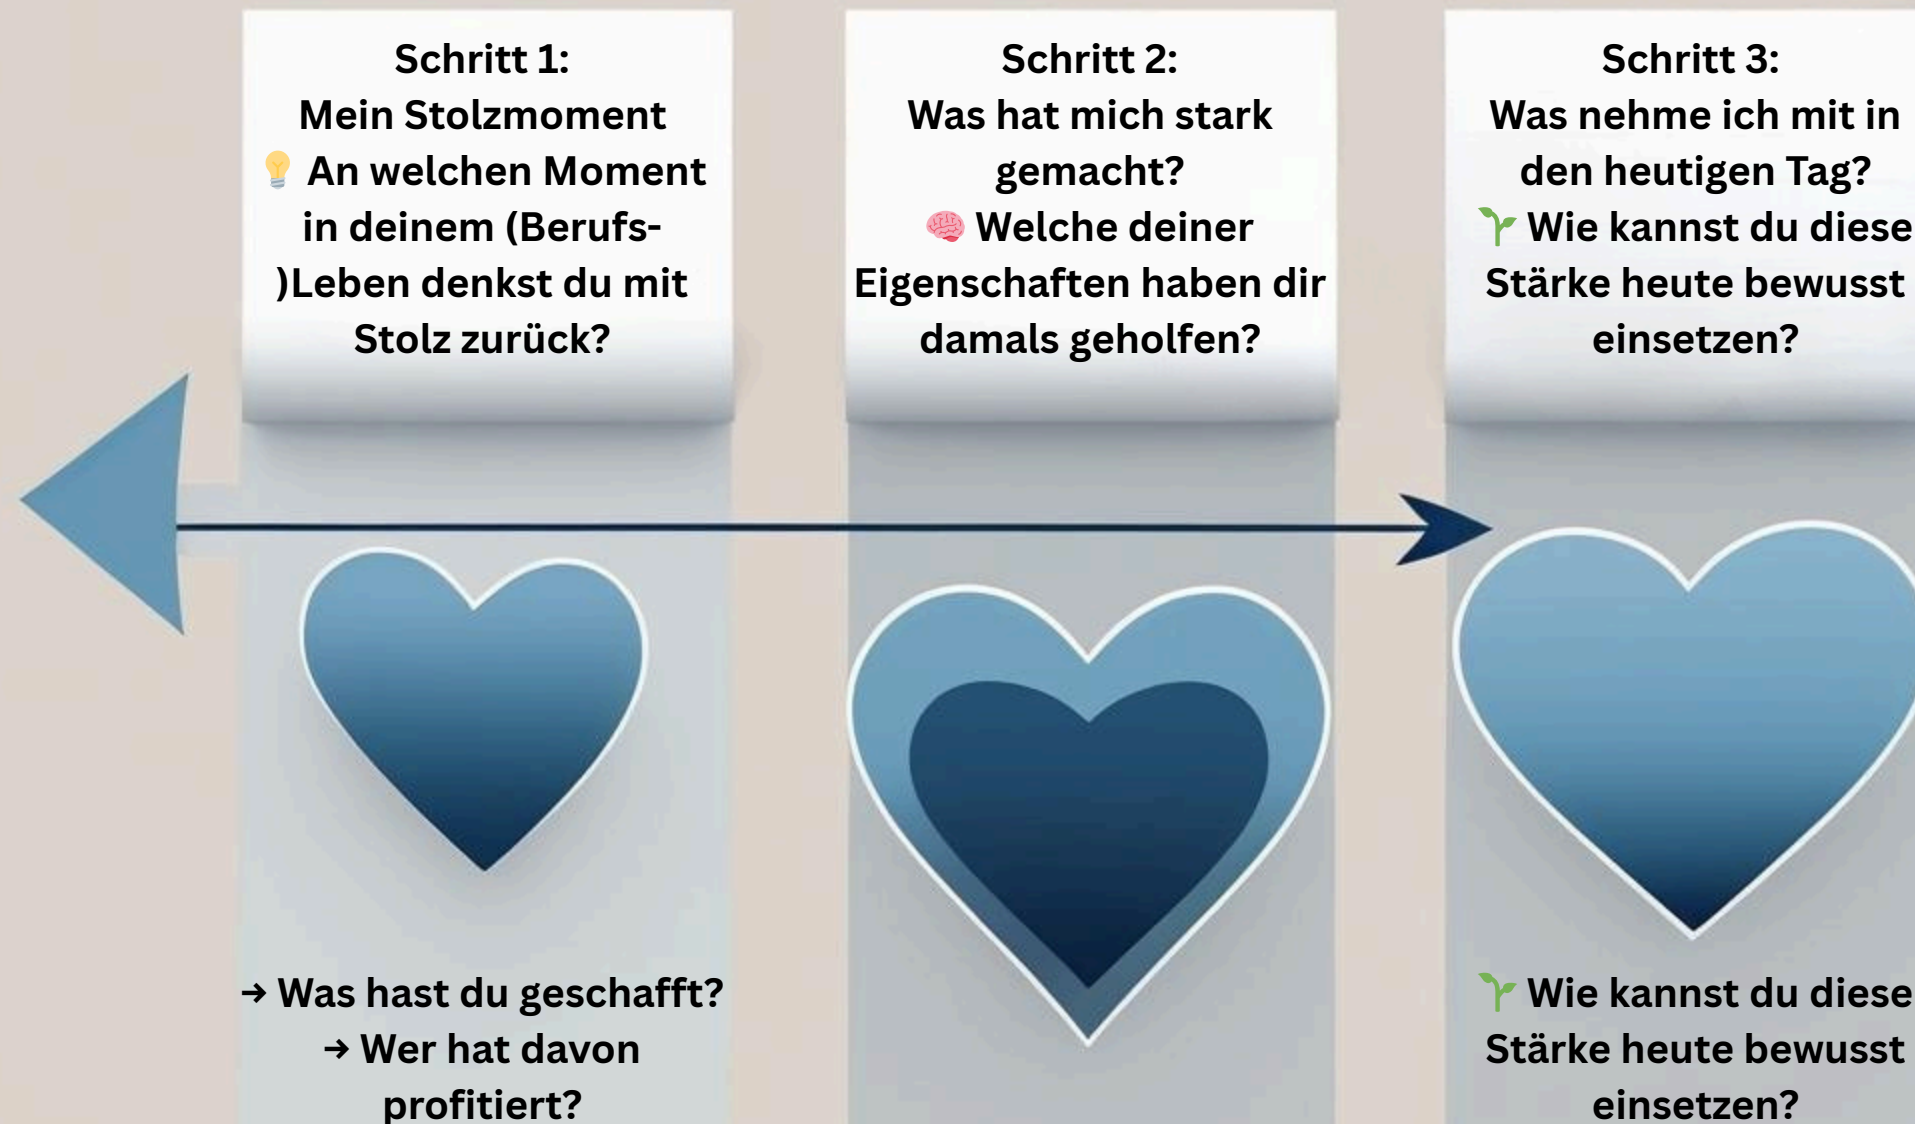 Schritt 1:
Mein Stolzmoment
💡 An welchen Moment
in deinem (Berufs-
)Leben denkst du mit
Stolz zurück?
→ Was hast du geschafft?
→ Wer hat davon
profitiert?
Schritt 2:
Was hat mich stark
gemacht?
🧠 Welche deiner
Eigenschaften haben dir
damals geholfen?
Schritt 3:
Was nehme ich mit in
den heutigen Tag?
🌱 Wie kannst du diese
Stärke heute bewusst
einsetzen?
🌱 Wie kannst du diese
Stärke heute bewusst
einsetzen?